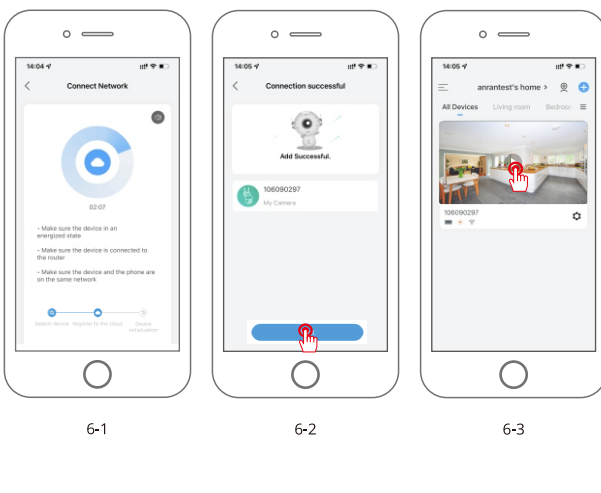 14:04
Connect Network
02:07
- Make sure the device in an
energized state
- Make sure the device is connected to
the router
- Make sure the device and the phone are
on the same network
Search device Register to the cloud Device
initialization
6-1
14:05
Connection successful
Add Successful.
106090297
My Camera
6-2
14:05
anrantest's home >
All Devices Living room Bedroor
106090297
6-3